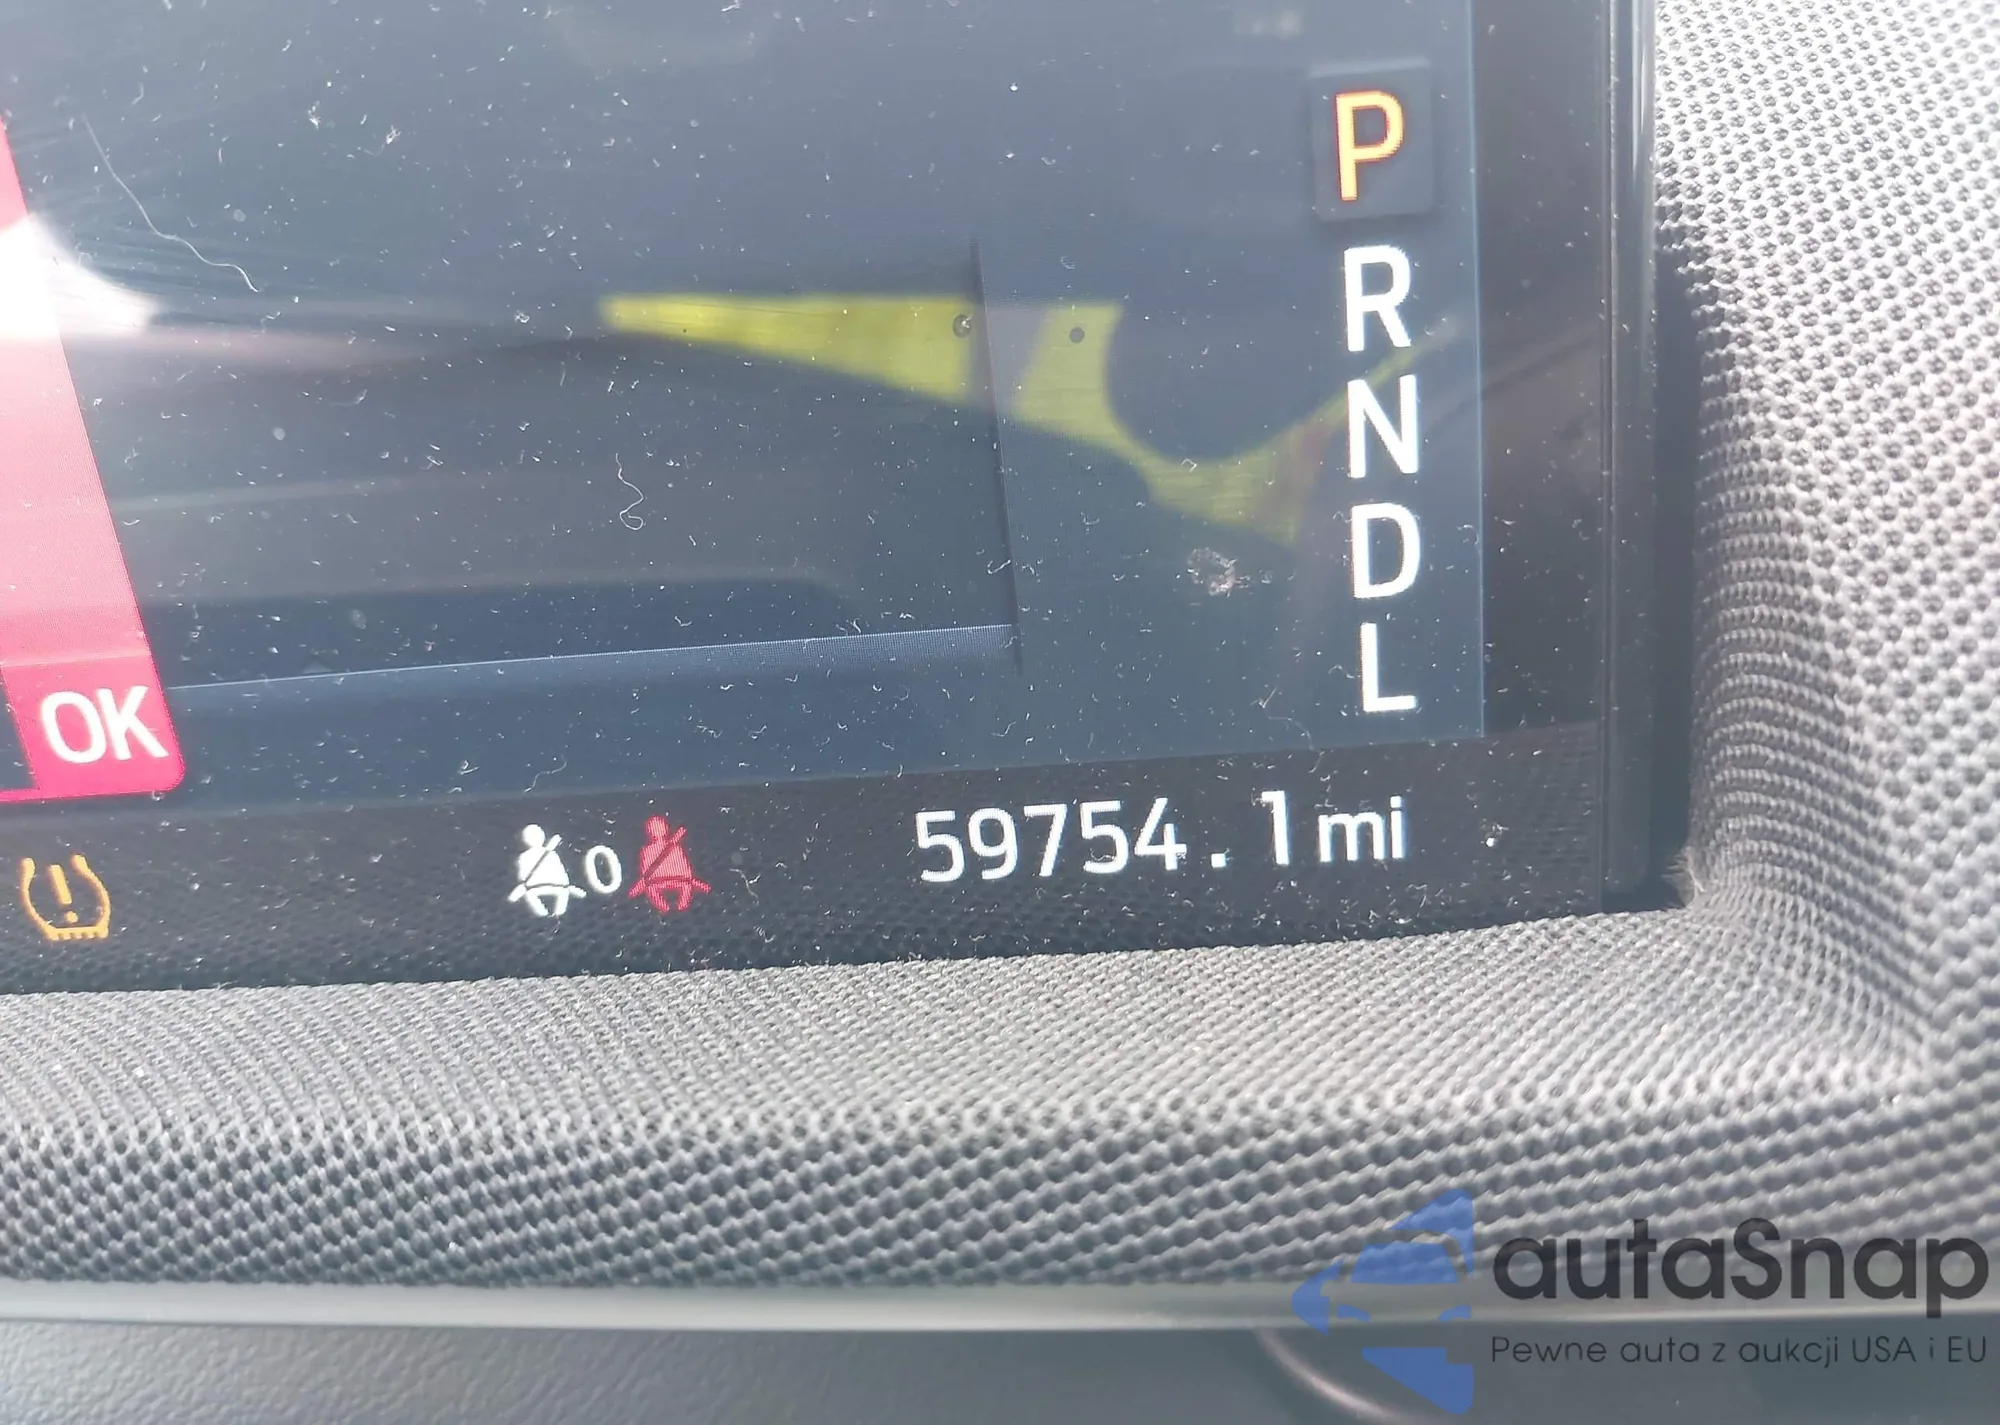 P
R
N
D
L
OK
0
59754.1mi
autaSnap
Pewne auta z aukcji USA i EU